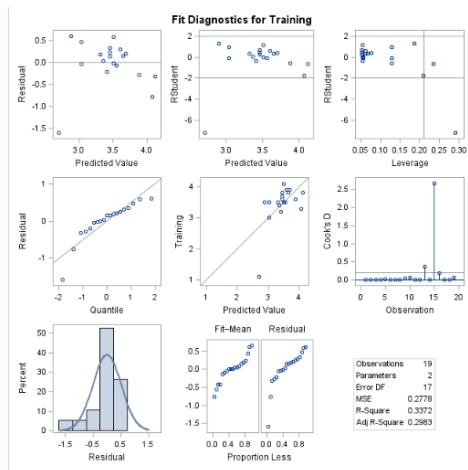 Fit Diagnostics for Training
0.5
0.0
-0.5
-1.0
-1.5
Residual
3.0 3.5 4.0
Predicted Value
2
0
-2
-4
-6
RStudent
3.0 3.5 4.0
Predicted Value
2
0
-2
-4
-6
RStudent
0.05 0.10 0.15 0.20 0.25 0.30
Leverage
1
0
-1
Residual
-2 -1 0 1 2
Quantile
4
3
2
1
Training
1 2 3 4
Predicted Value
2.5
2.0
1.5
1.0
0.5
0.0
Cook's D
0 5 10 15 20
Observation
50
40
30
20
10
0
Percent
-1.5 -0.5 0.5 1.5
Residual
Fit–Mean Residual
0.5
0.0
-0.5
-1.0
-1.5
0.0 0.4 0.8 0.0 0.4 0.8
Proportion Less
Observations 19
Parameters 2
Error DF 17
MSE 0.2778
R-Square 0.3372
Adj R-Square 0.2983